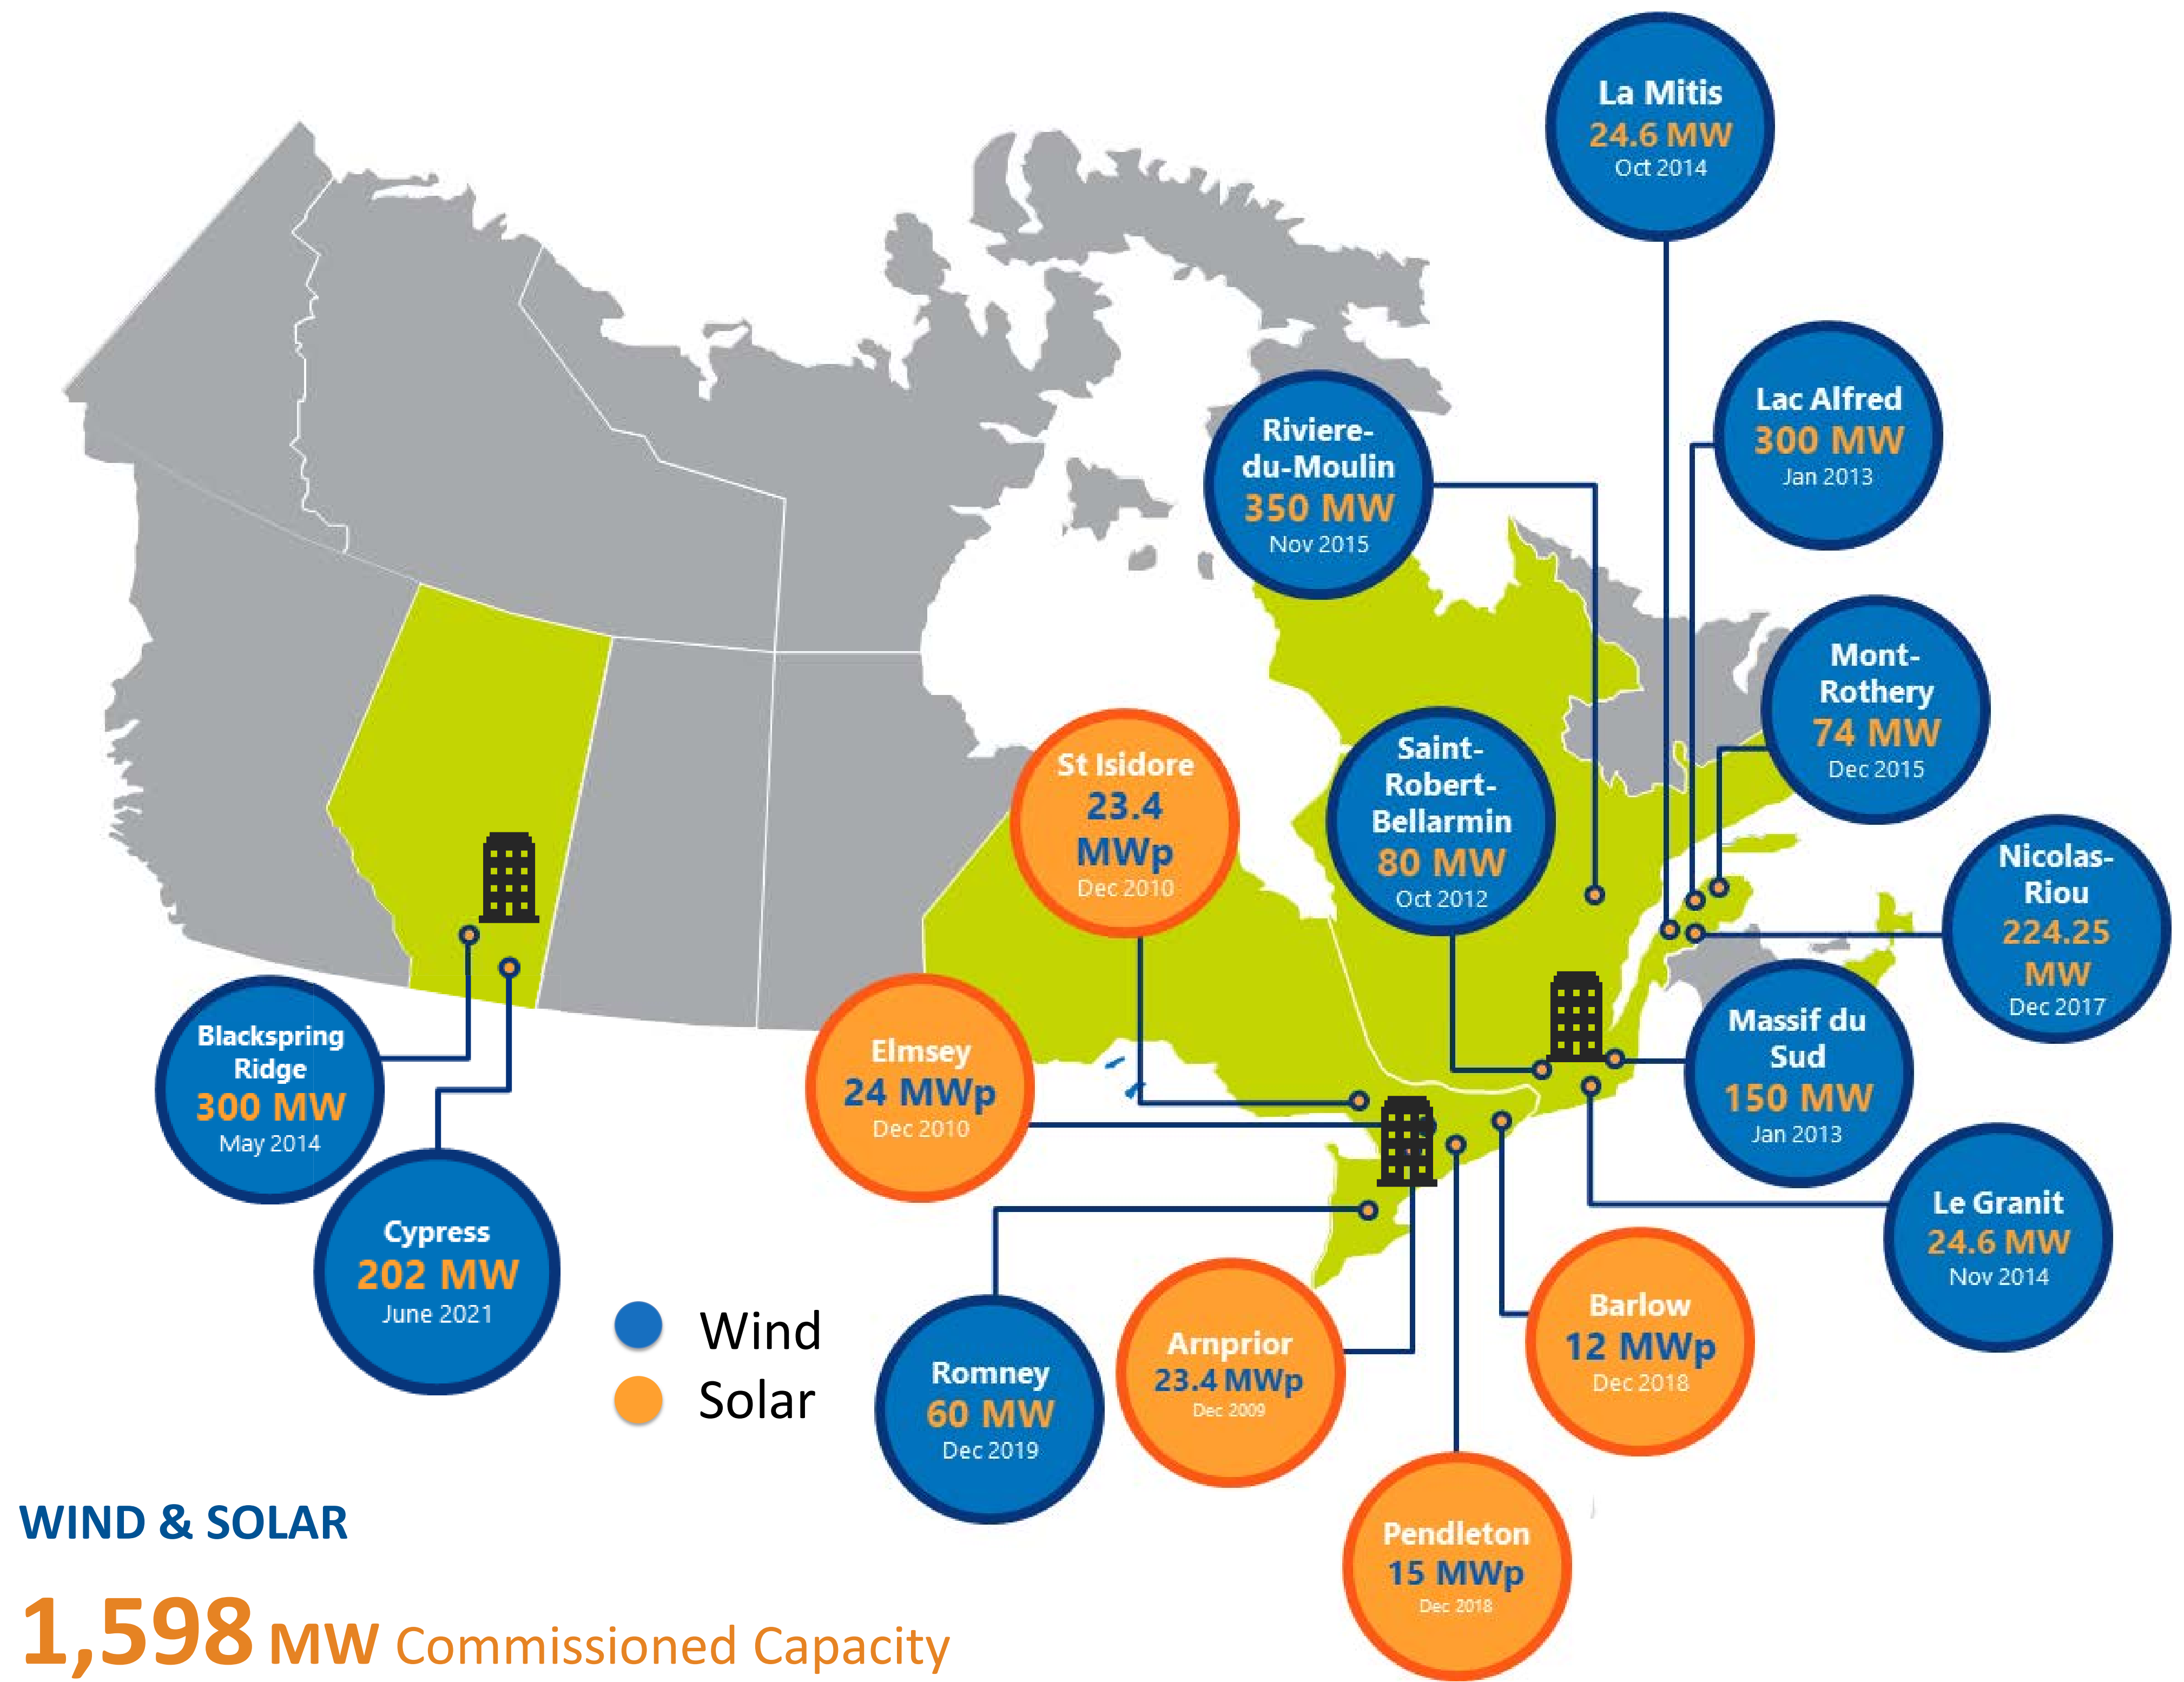 La Mitis
24.6 MW
Oct 2014
Lac Alfred
300 MW
Jan 2013
Riviere-
du-Moulin
350 MW
Nov 2015
Mont-
Rothery
74 MW
Dec 2015
St Isidore
23.4
MWp
Dec 2010
Saint-
Robert-
Bellarmin
80 MW
Oct 2012
Nicolas-
Riou
224.25
MW
Dec 2017
Blackspring
Ridge
300 MW
May 2014
Elmsey
24 MWp
Dec 2010
Massif du
Sud
150 MW
Jan 2013
Cypress
202 MW
June 2021
Le Granit
24.6 MW
Nov 2014
Wind
Solar
Romney
60 MW
Dec 2019
Arnprior
23.4 MWp
Dec 2009
Barlow
12 MWp
Dec 2018
Pendleton
15 MWp
Dec 2018
WIND & SOLAR
1,598 MW Commissioned Capacity